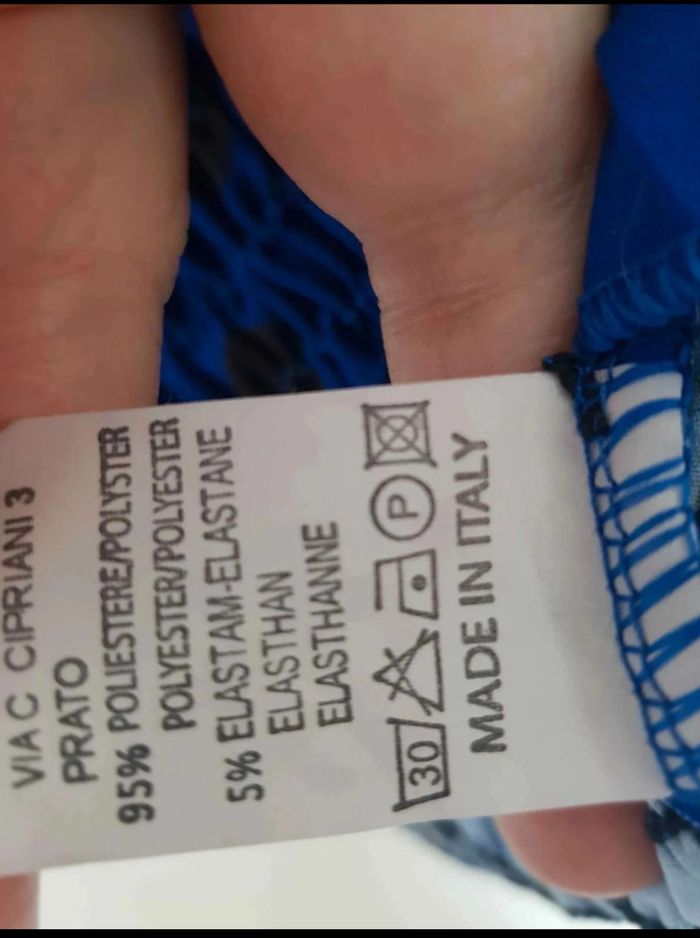 VIA C CIPRIANI 3
PRATO
95% POLIESTERE/POLYSTER
POLYESTER/POLYESTER
5% ELASTAM-ELASTANE
ELASTHAN
ELASTHANNE
30 P
MADE IN ITALY